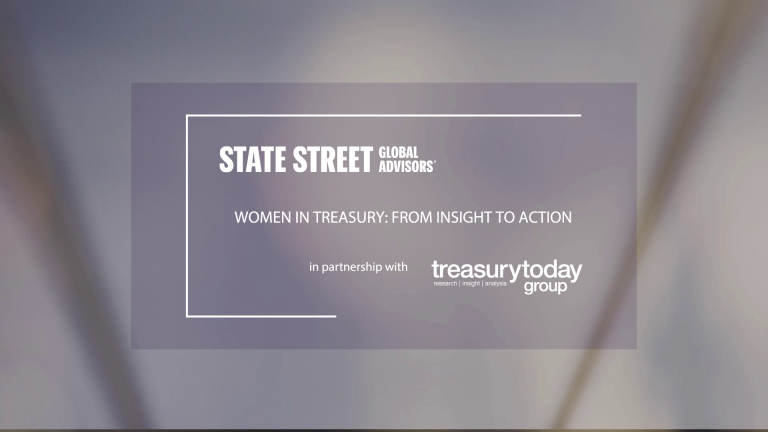 STATE STREET GLOBAL ADVISORS
WOMEN IN TREASURY: FROM INSIGHT TO ACTION
in partnership with
treasurytoday
research | insight | analysis
group